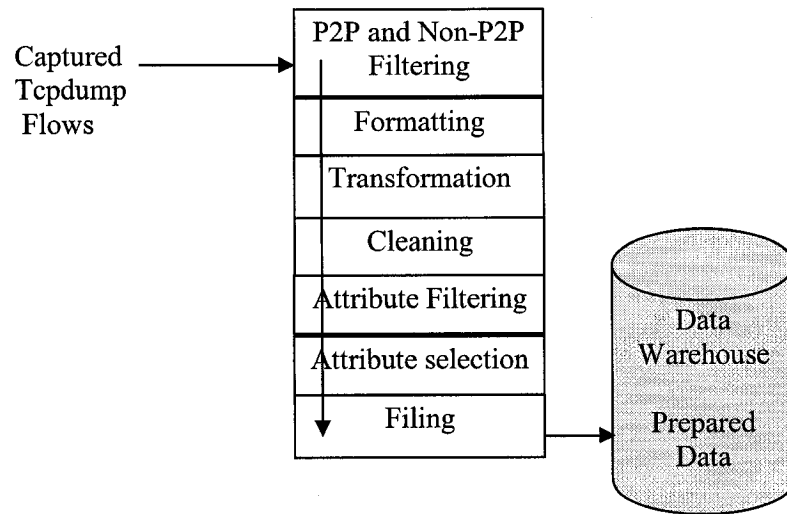 Captured
Tcpdump
Flows
P2P and Non-P2P
Filtering
Formatting
Transformation
Cleaning
Attribute Filtering
Attribute selection
Filing
Data
Warehouse
Prepared
Data